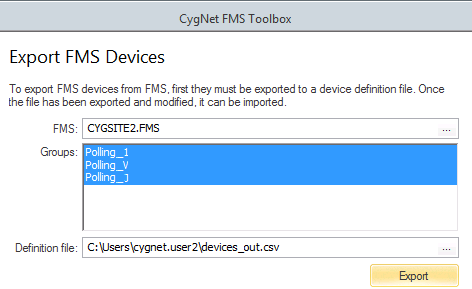 CygNet FMS Toolbox
Export FMS Devices
To export FMS devices from FMS, first they must be exported to a device definition file. Once
the file has been exported and modified, it can be imported.
FMS: CYGSITE2.FMS ...
Groups: Polling_1
Polling_V
Polling_J
Definition file: C:\Users\cygnet.user2\devices_out.csv ...
Export